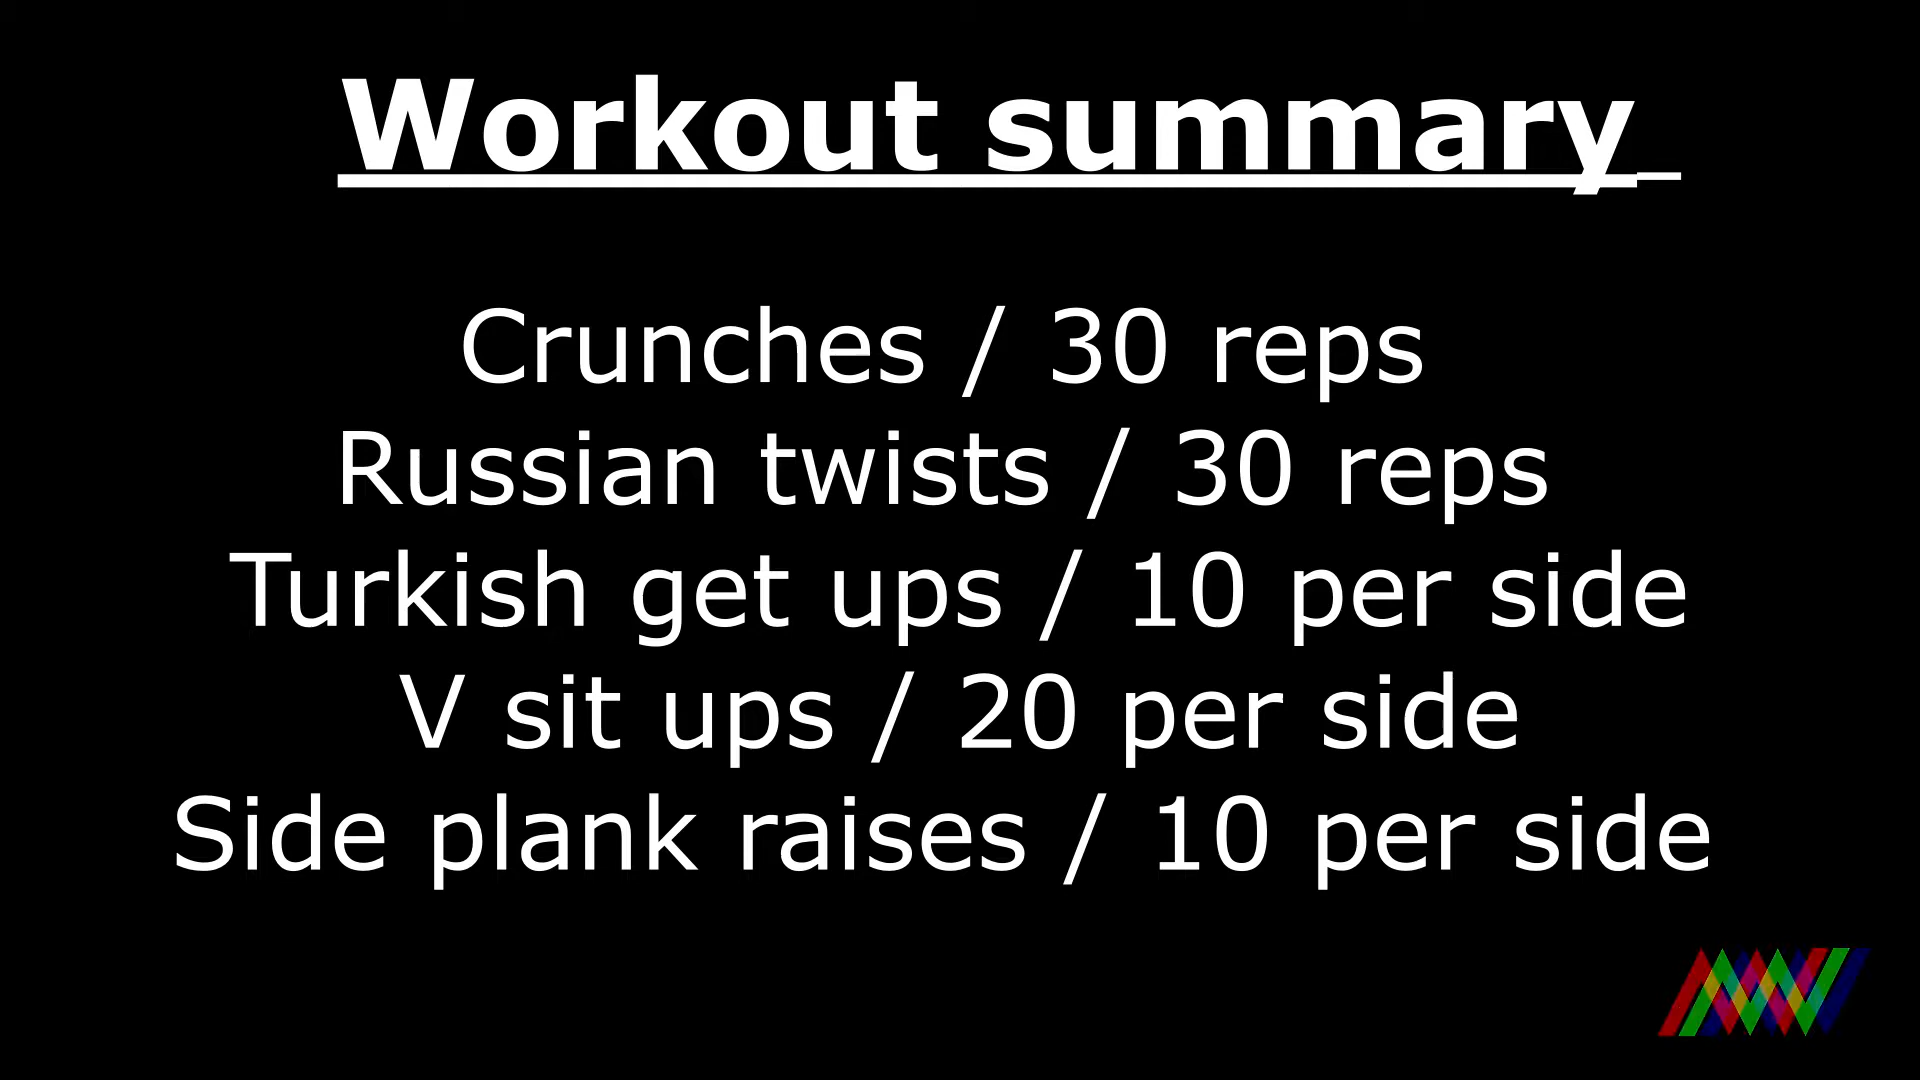 Workout summary
Crunches / 30 reps
Russian twists / 30 reps
Turkish get ups / 10 per side
V sit ups / 20 per side
Side plank raises / 10 per side